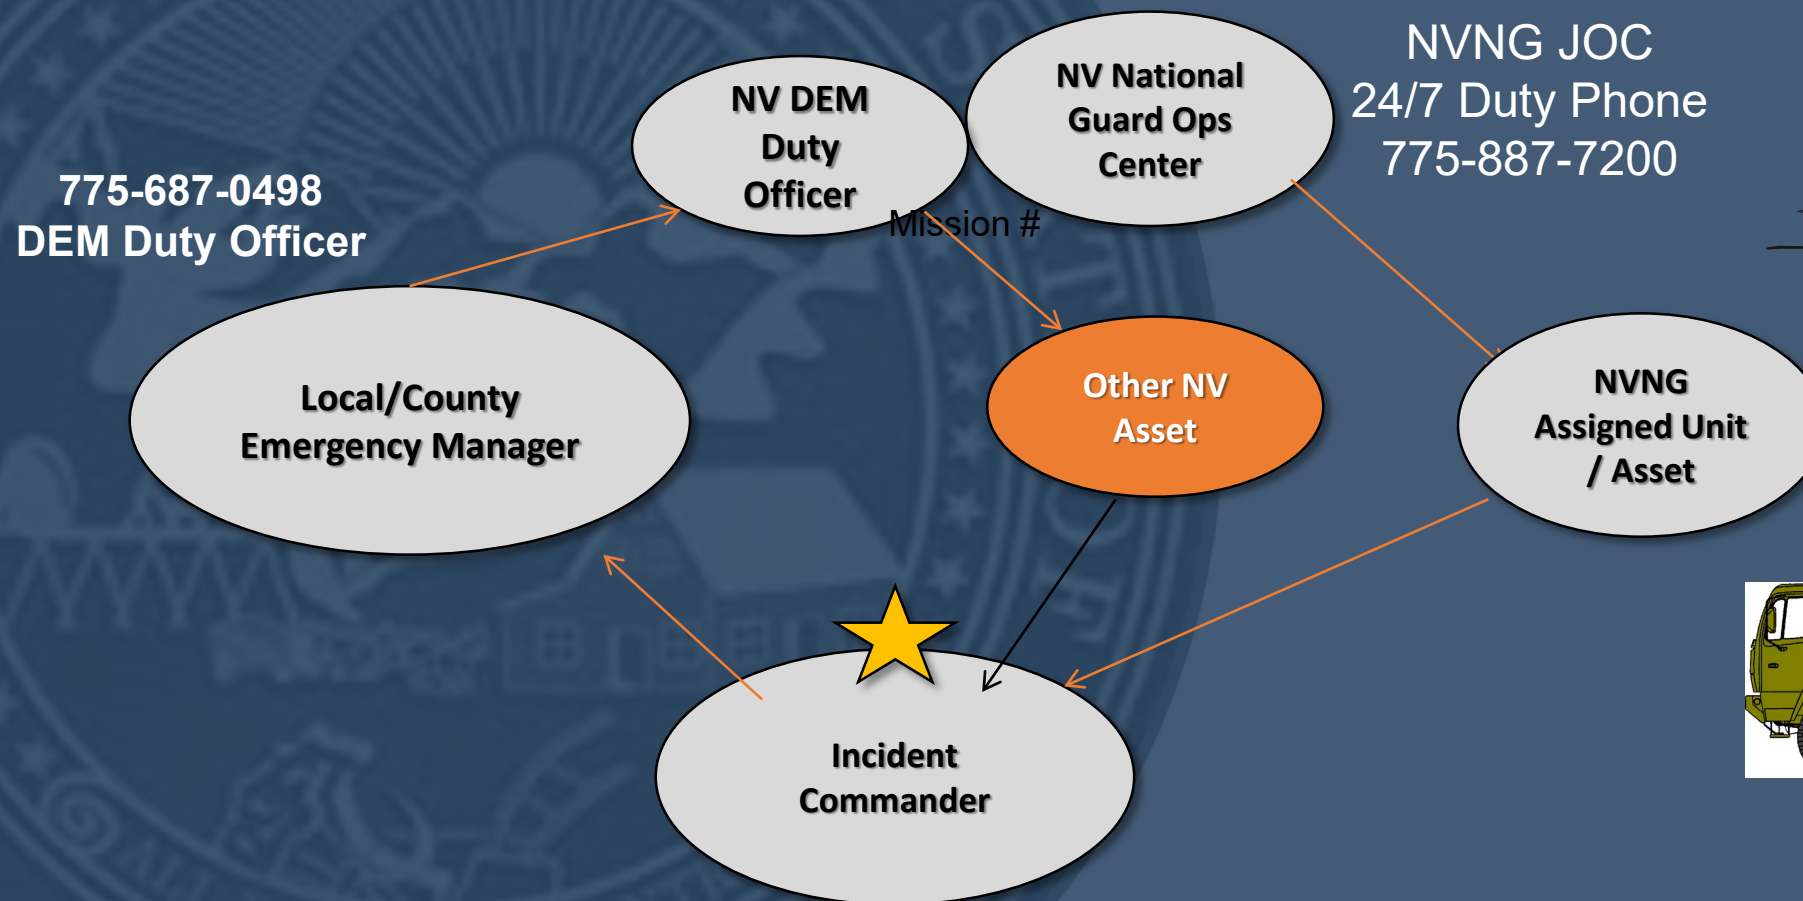 NVNG JOC
24/7 Duty Phone
775-887-7200
NV National
Guard Ops
Center
NV DEM
Duty
Officer
Mission #
775-687-0498
DEM Duty Officer
Local/County
Emergency Manager
Other NV
Asset
NVNG
Assigned Unit
/ Asset
Incident
Commander